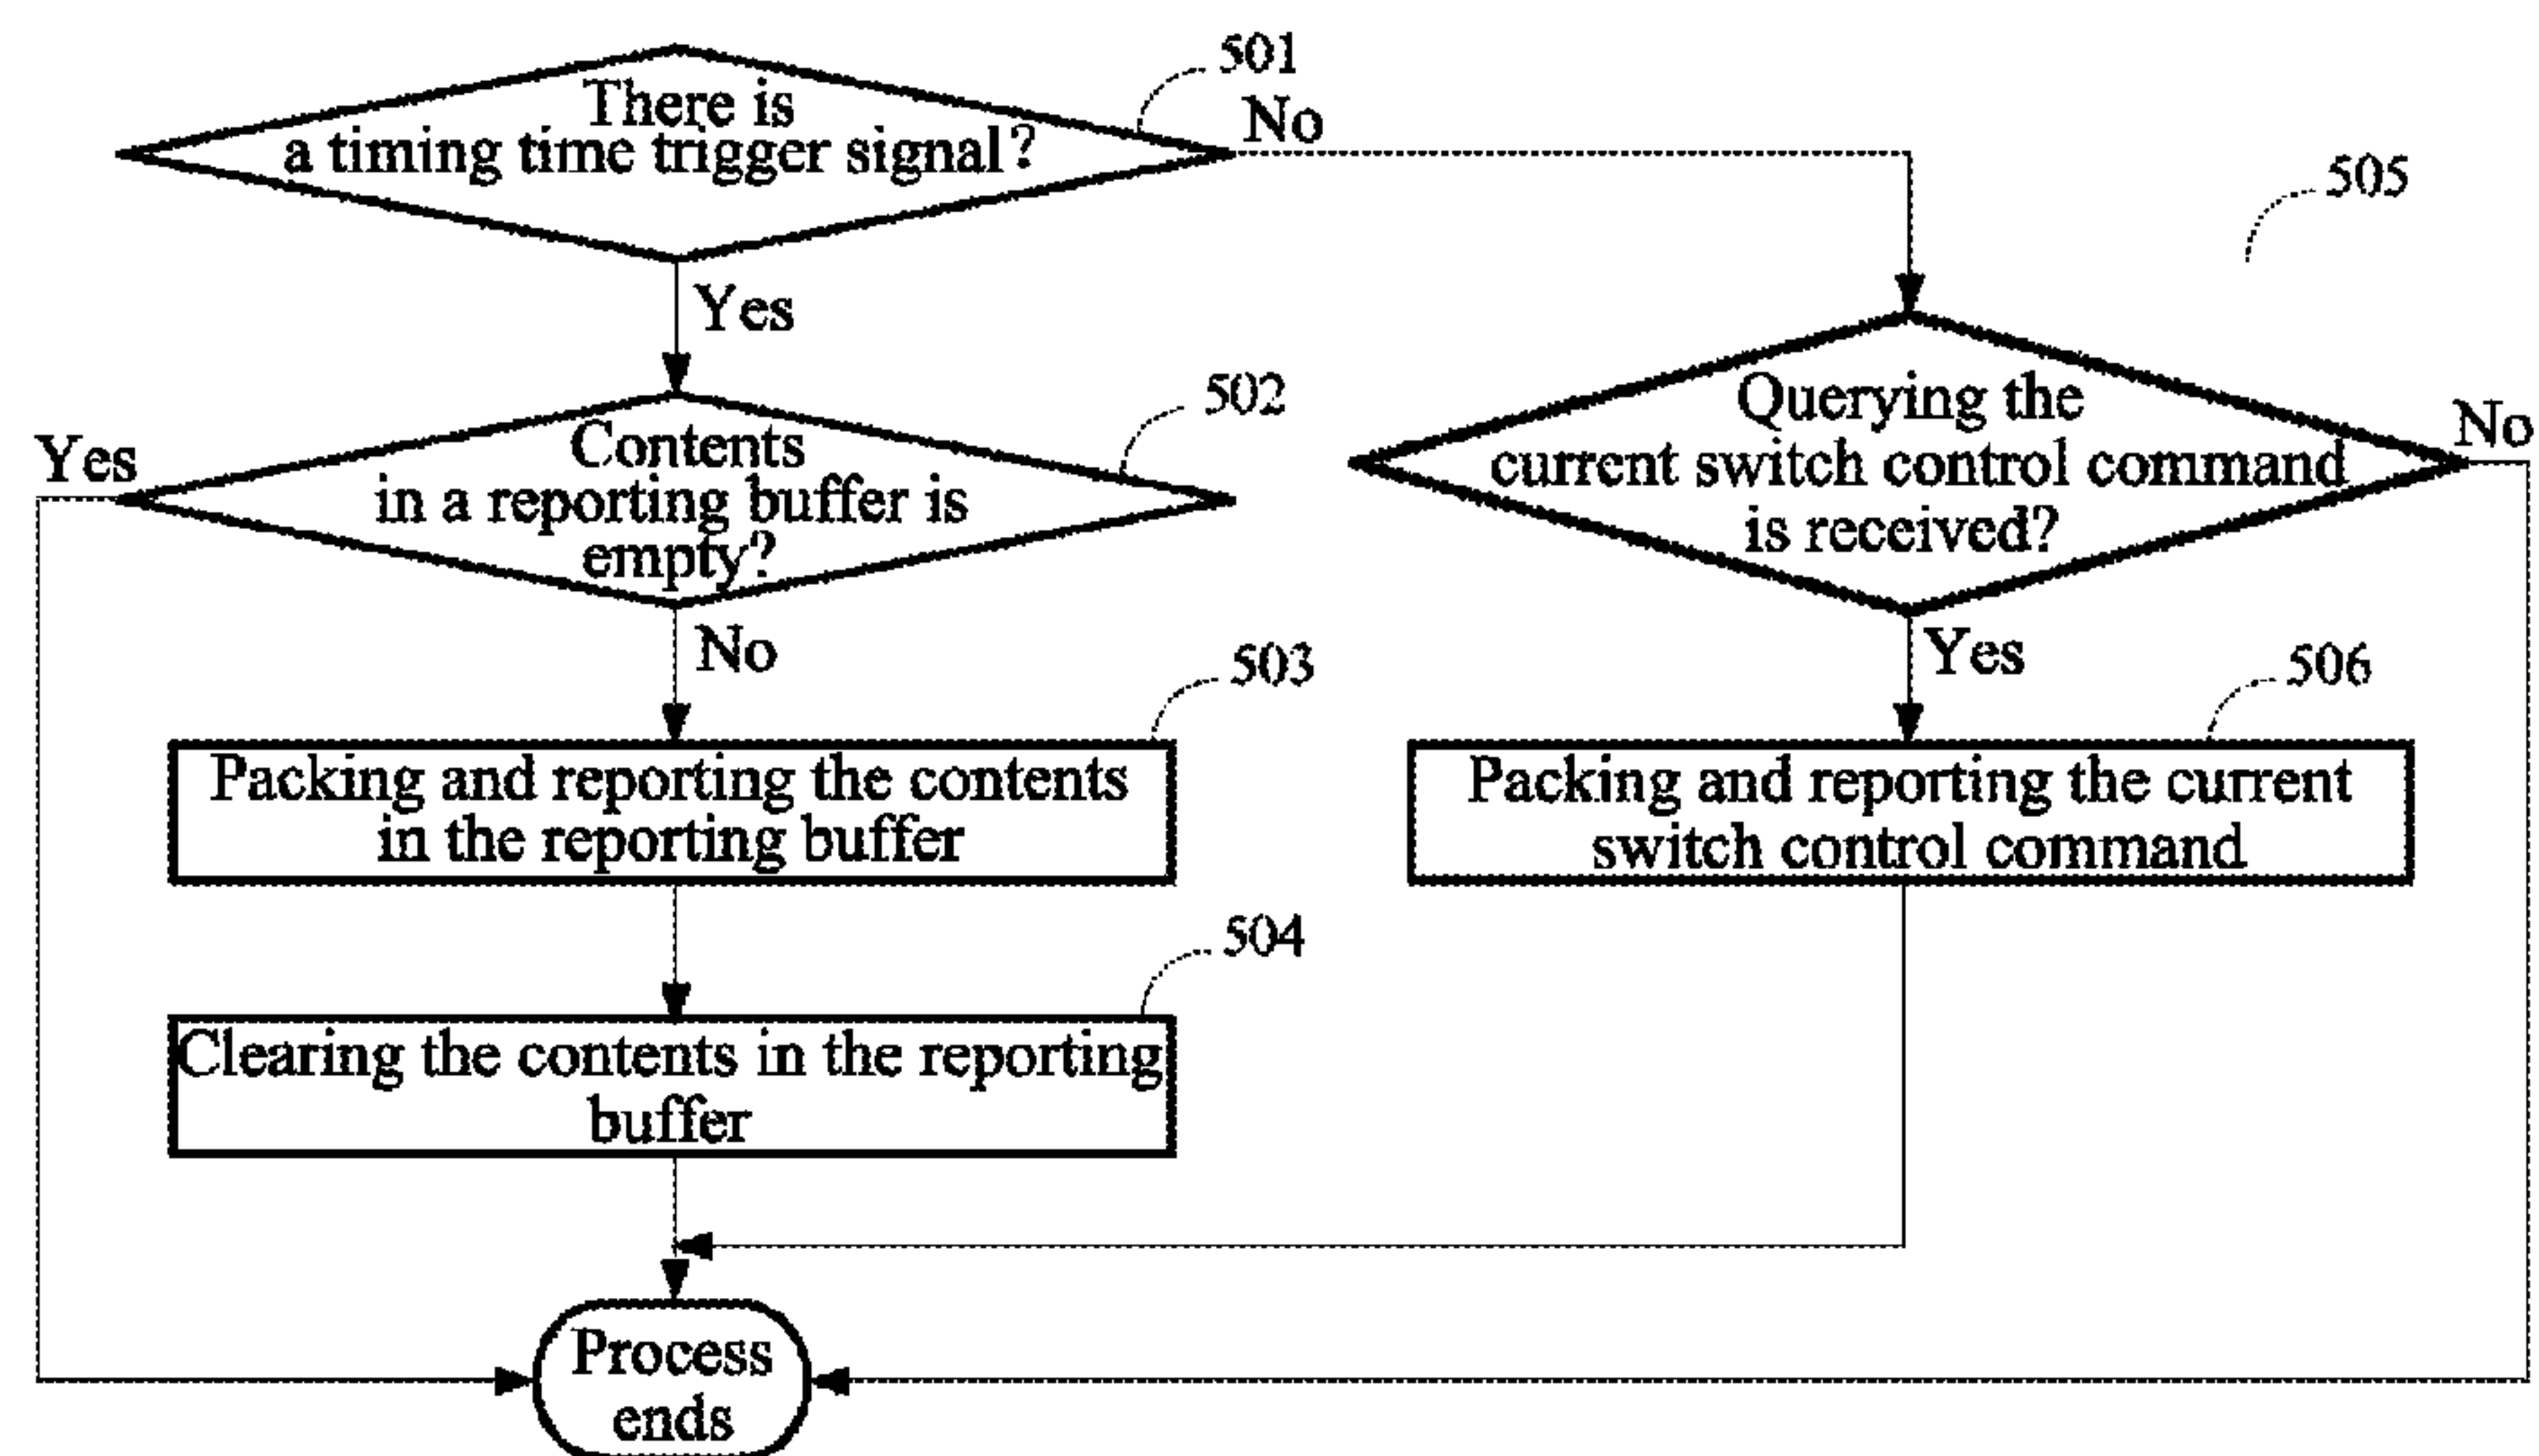 501
There is
a timing time trigger signal?
No
505
Yes
502
Contents
in a reporting buffer is
empty?
Yes
Querying the
current switch control command
is received?
No
No
503
Yes
506
Packing and reporting the contents
in the reporting buffer
Packing and reporting the current
switch control command
504
Clearing the contents in the reporting
buffer
Process
ends